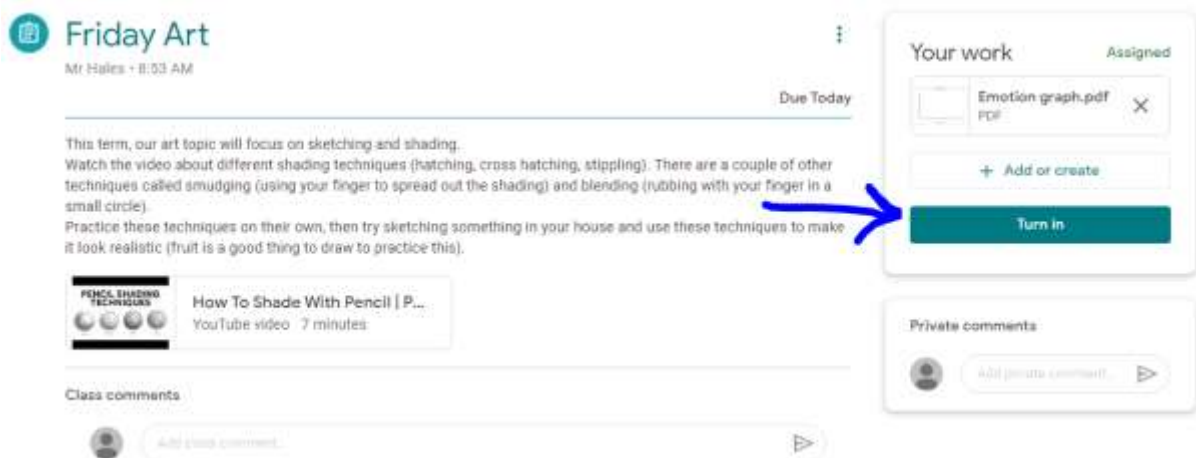 Friday Art
Mr Hales • 8:53 AM
Due Today
This term, our art topic will focus on sketching and shading.
Watch the video about different shading techniques (hatching, cross hatching, stippling). There are a couple of other
techniques called smudging (using your finger to spread out the shading) and blending (rubbing with your finger in a
small circle).
Practice these techniques on their own, then try sketching something in your house and use these techniques to make
it look realistic (fruit is a good thing to draw to practice this).
PENCIL SHADING
TECHNIQUES
How To Shade With Pencil | P...
YouTube video 7 minutes
Class comments
Add class comment...
Your work
Assigned
Emotion graph.pdf
PDF
+ Add or create
Turn in
Private comments
Add private comment...